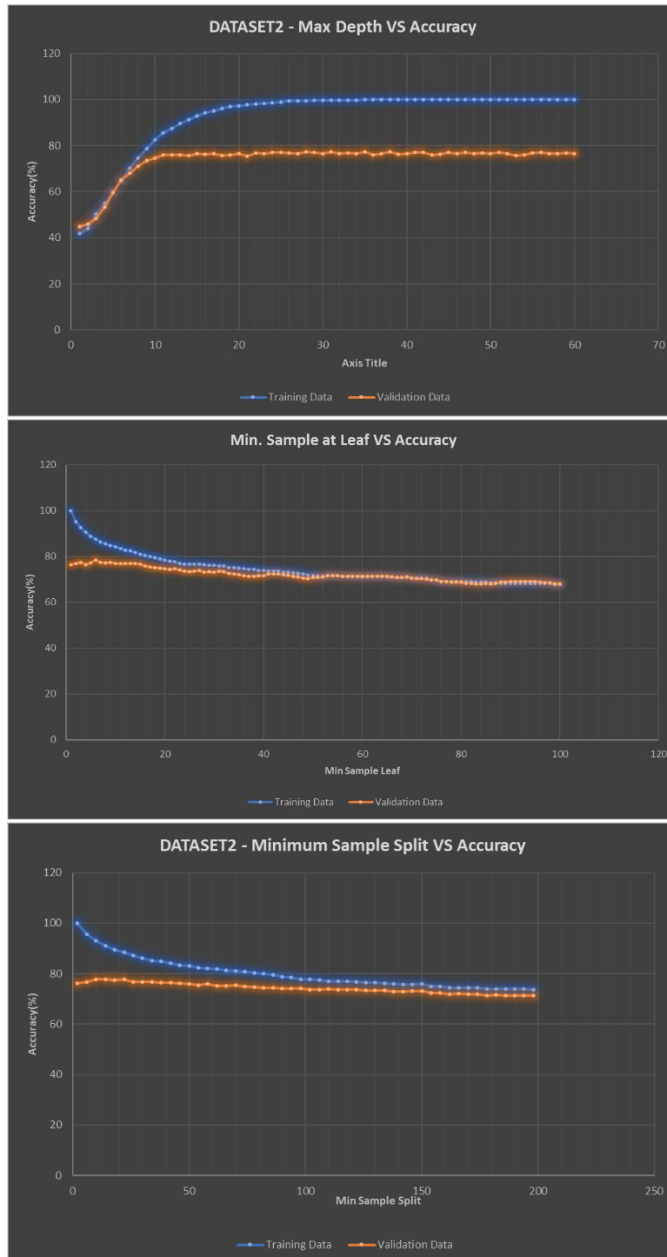 DATASET2 - Max Depth VS Accuracy
120
100
80
60
40
20
0
Accuracy(%)
0 10 20 30 40 50 60 70
Axis Title
Training Data Validation Data
Min. Sample at Leaf VS Accuracy
120
100
80
60
40
20
0
Accuracy(%)
0 20 40 60 80 100 120
Min Sample Leaf
Training Data Validation Data
DATASET2 - Minimum Sample Split VS Accuracy
120
100
80
60
40
20
0
Accuracy(%)
0 50 100 150 200 250
Min Sample Split
Training Data Validation Data